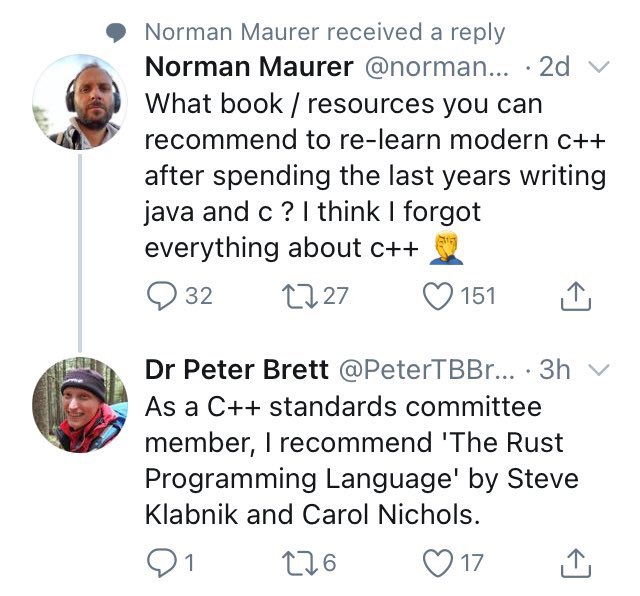 Norman Maurer received a reply
Norman Maurer @norman... · 2d
What book / resources you can
recommend to re-learn modern c++
after spending the last years writing
java and c ? I think I forgot
everything about c++ 🤦‍♂️
32 27 151
Dr Peter Brett @PeterTBBr... · 3h
As a C++ standards committee
member, I recommend 'The Rust
Programming Language' by Steve
Klabnik and Carol Nichols.
1 6 17